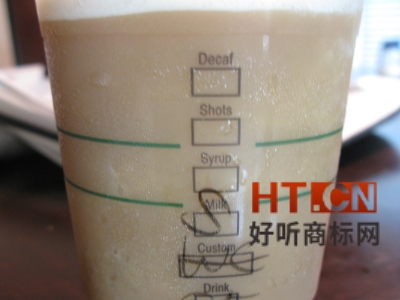 Decaf
Shots
Syrup
Milk
Custom
Drink
HT.CN
好听商标网